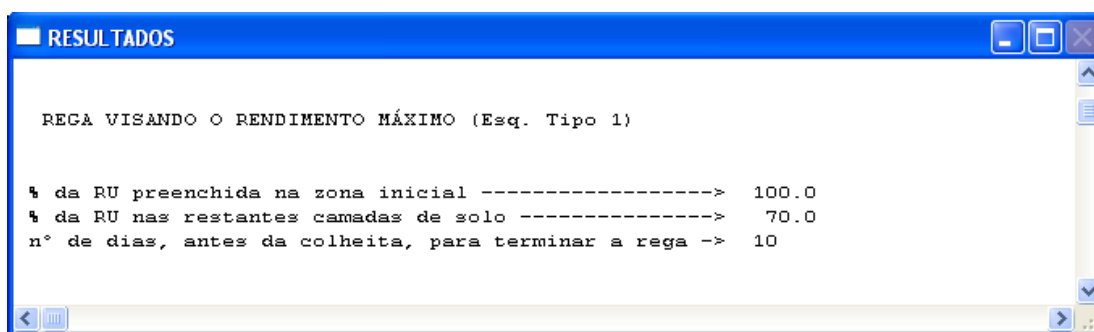 RESULTADOS
REGA VISANDO O RENDIMENTO MÁXIMO (Esq. Tipo 1)
% da RU preenchida na zona inicial ------------------> 100.0
% da RU nas restantes camadas de solo ---------------> 70.0
nº de dias, antes da colheita, para terminar a rega -> 10